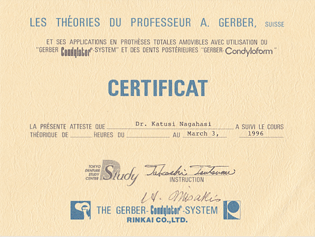 LES THÉORIES DU PROFESSEUR A. GERBER, SUISSE
ET SES APPLICATIONS EN PROTHÈSES TOTALES AMOVIBLES AVEC UTILISATION DU
"GERBER Condylator-SYSTEM" ET DES DENTS POSTÉRIEURES "GERBER-Condyloform"
CERTIFICAT
LA PRÉSENTE ATTESTE QUE Dr. Katusi Nagahasi A SUIVI LE COURS
THÉORIQUE DE HEURES DU AU March 3, 1996
Study
INSTRUCTION
THE GERBER-Condylator-SYSTEM
RINKAI CO.,LTD.